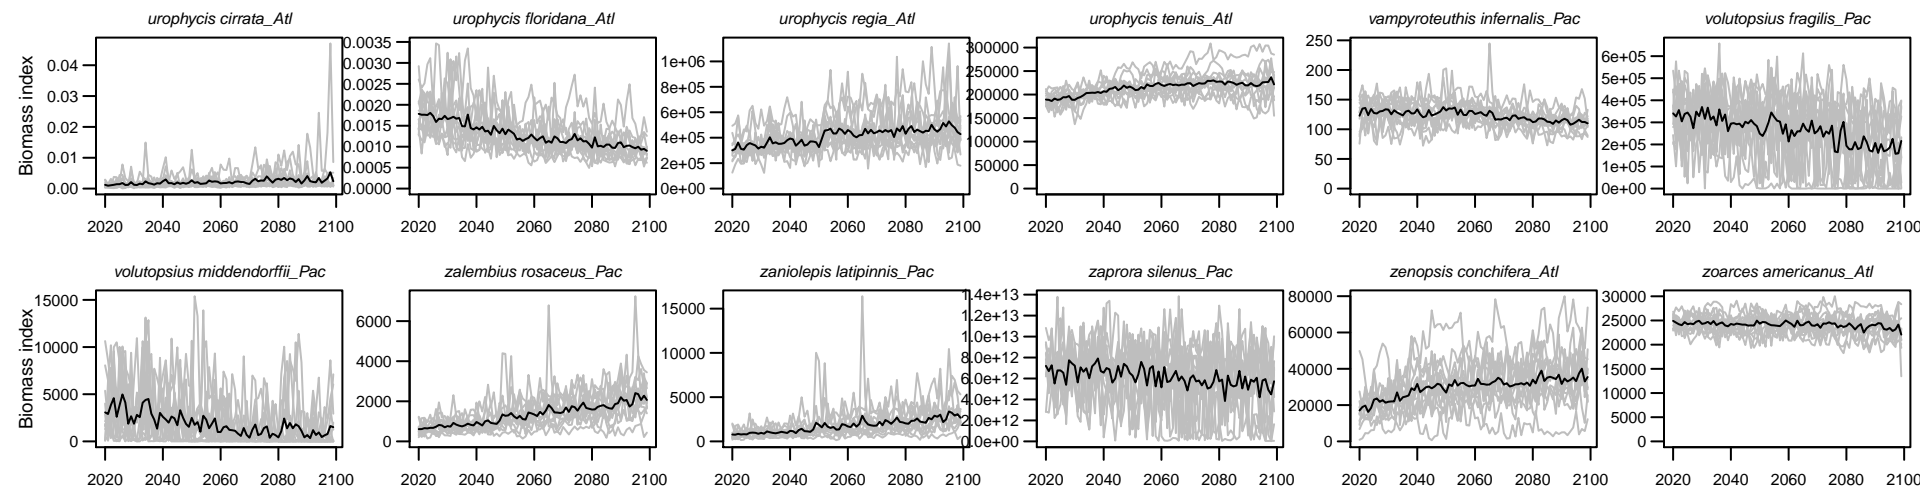 urophycis cirrata_Atl
urophycis floridana_Atl
urophycis regia_Atl
urophycis tenuis_Atl
vampyroteuthis infernalis_Pac
volutopsius fragilis_Pac
Biomass index
0.04
0.03
0.02
0.01
0.00
0.0035
0.0030
0.0025
0.0020
0.0015
0.0010
0.0005
0.0000
1e+06
8e+05
6e+05
4e+05
2e+05
0e+00
300000
250000
200000
150000
100000
50000
0
250
200
150
100
50
0
6e+05
5e+05
4e+05
3e+05
2e+05
1e+05
0e+00
2020 2040 2060 2080 2100
2020 2040 2060 2080 2100
2020 2040 2060 2080 2100
2020 2040 2060 2080 2100
2020 2040 2060 2080 2100
2020 2040 2060 2080 2100
volutopsius middendorffii_Pac
zalembius rosaceus_Pac
zaniolepis latipinnis_Pac
zaprora silenus_Pac
zenopsis conchifera_Atl
zoarces americanus_Atl
Biomass index
15000
10000
5000
0
6000
4000
2000
0
15000
10000
5000
0
1.4e+13
1.2e+13
1.0e+13
8.0e+12
6.0e+12
4.0e+12
2.0e+12
0.0e+00
80000
60000
40000
20000
0
30000
25000
20000
15000
10000
5000
0
2020 2040 2060 2080 2100
2020 2040 2060 2080 2100
2020 2040 2060 2080 2100
2020 2040 2060 2080 2100
2020 2040 2060 2080 2100
2020 2040 2060 2080 2100